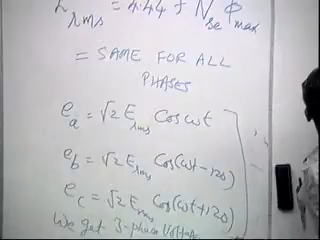 E rms = 4.44 f N se φ max
= SAME FOR ALL
PHASES
e a = √2 E rms Cos ωt
e b = √2 E rms Cos(ωt-120)
e c = √2 E rms Cos(ωt+120)
We get 3-phase Voltage